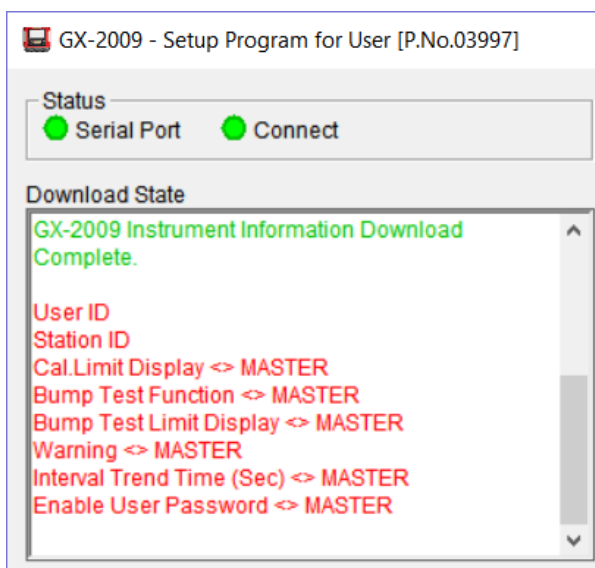 GX-2009 - Setup Program for User [P.No.03997]
Status
Serial Port Connect
Download State
GX-2009 Instrument Information Download
Complete.
User ID
Station ID
Cal.Limit Display <> MASTER
Bump Test Function <> MASTER
Bump Test Limit Display <> MASTER
Warning <> MASTER
Interval Trend Time (Sec) <> MASTER
Enable User Password <> MASTER